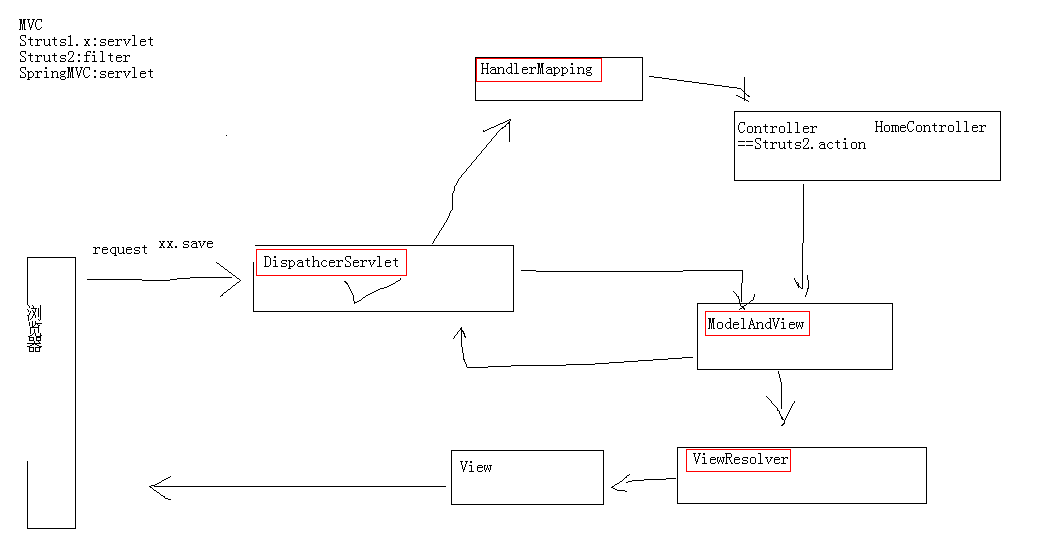 MVC
Struts1.x:servlet
Struts2:filter
SpringMVC:servlet
HandlerMapping
Controller HomeController
==Struts2.action
request xx.save
DispathcerServlet
浏览器
ModelAndView
View
ViewResolver